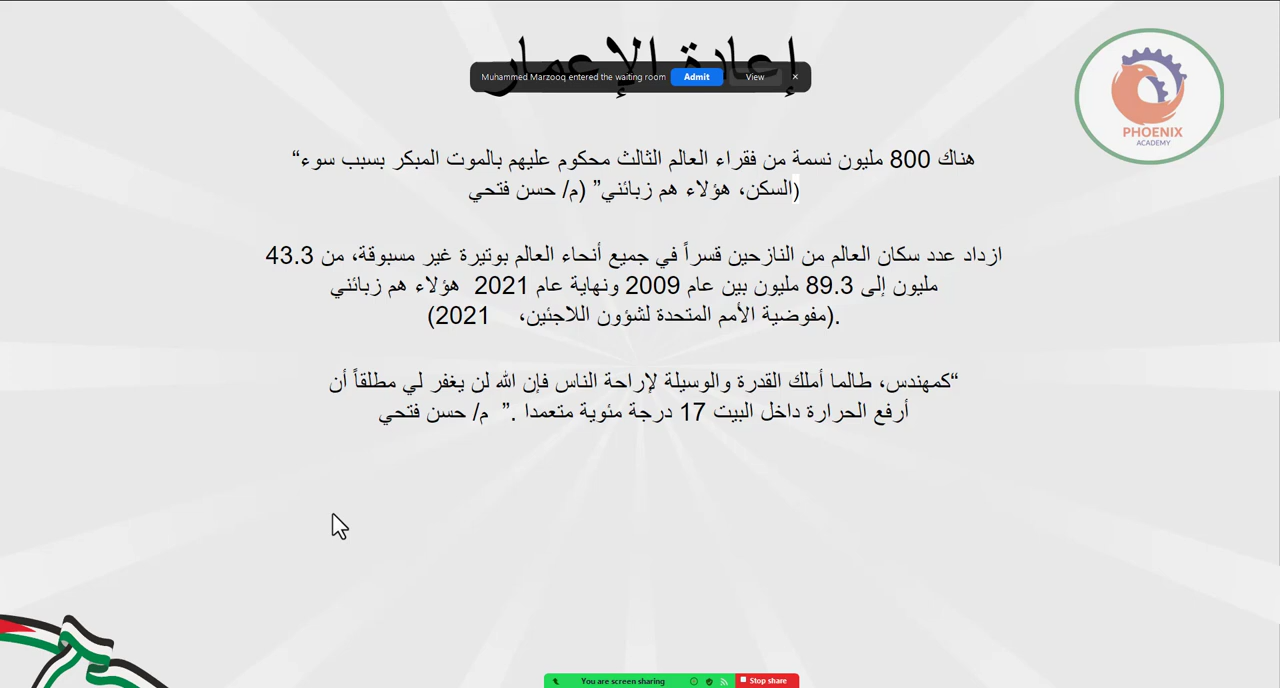 إعادة الإعمار
Muhammed Marzooq entered the waiting room Admit View ×
PHOENIX
ACADEMY
“هناك 800 مليون نسمة من فقراء العالم الثالث محكوم عليهم بالموت المبكر بسبب سوء
السكن، هؤلاء هم زبائني” (م/ حسن فتحي)
ازداد عدد سكان العالم من النازحين قسراً في جميع أنحاء العالم بوتيرة غير مسبوقة، من 43.3
مليون إلى 89.3 مليون بين عام 2009 ونهاية عام 2021 هؤلاء هم زبائني
(مفوضية الأمم المتحدة لشؤون اللاجئين، 2021).
“كمهندس، طالما أملك القدرة والوسيلة لإراحة الناس فإن الله لن يغفر لي مطلقاً أن
أرفع الحرارة داخل البيت 17 درجة مئوية متعمدا .” م/ حسن فتحي
You are screen sharing Stop share